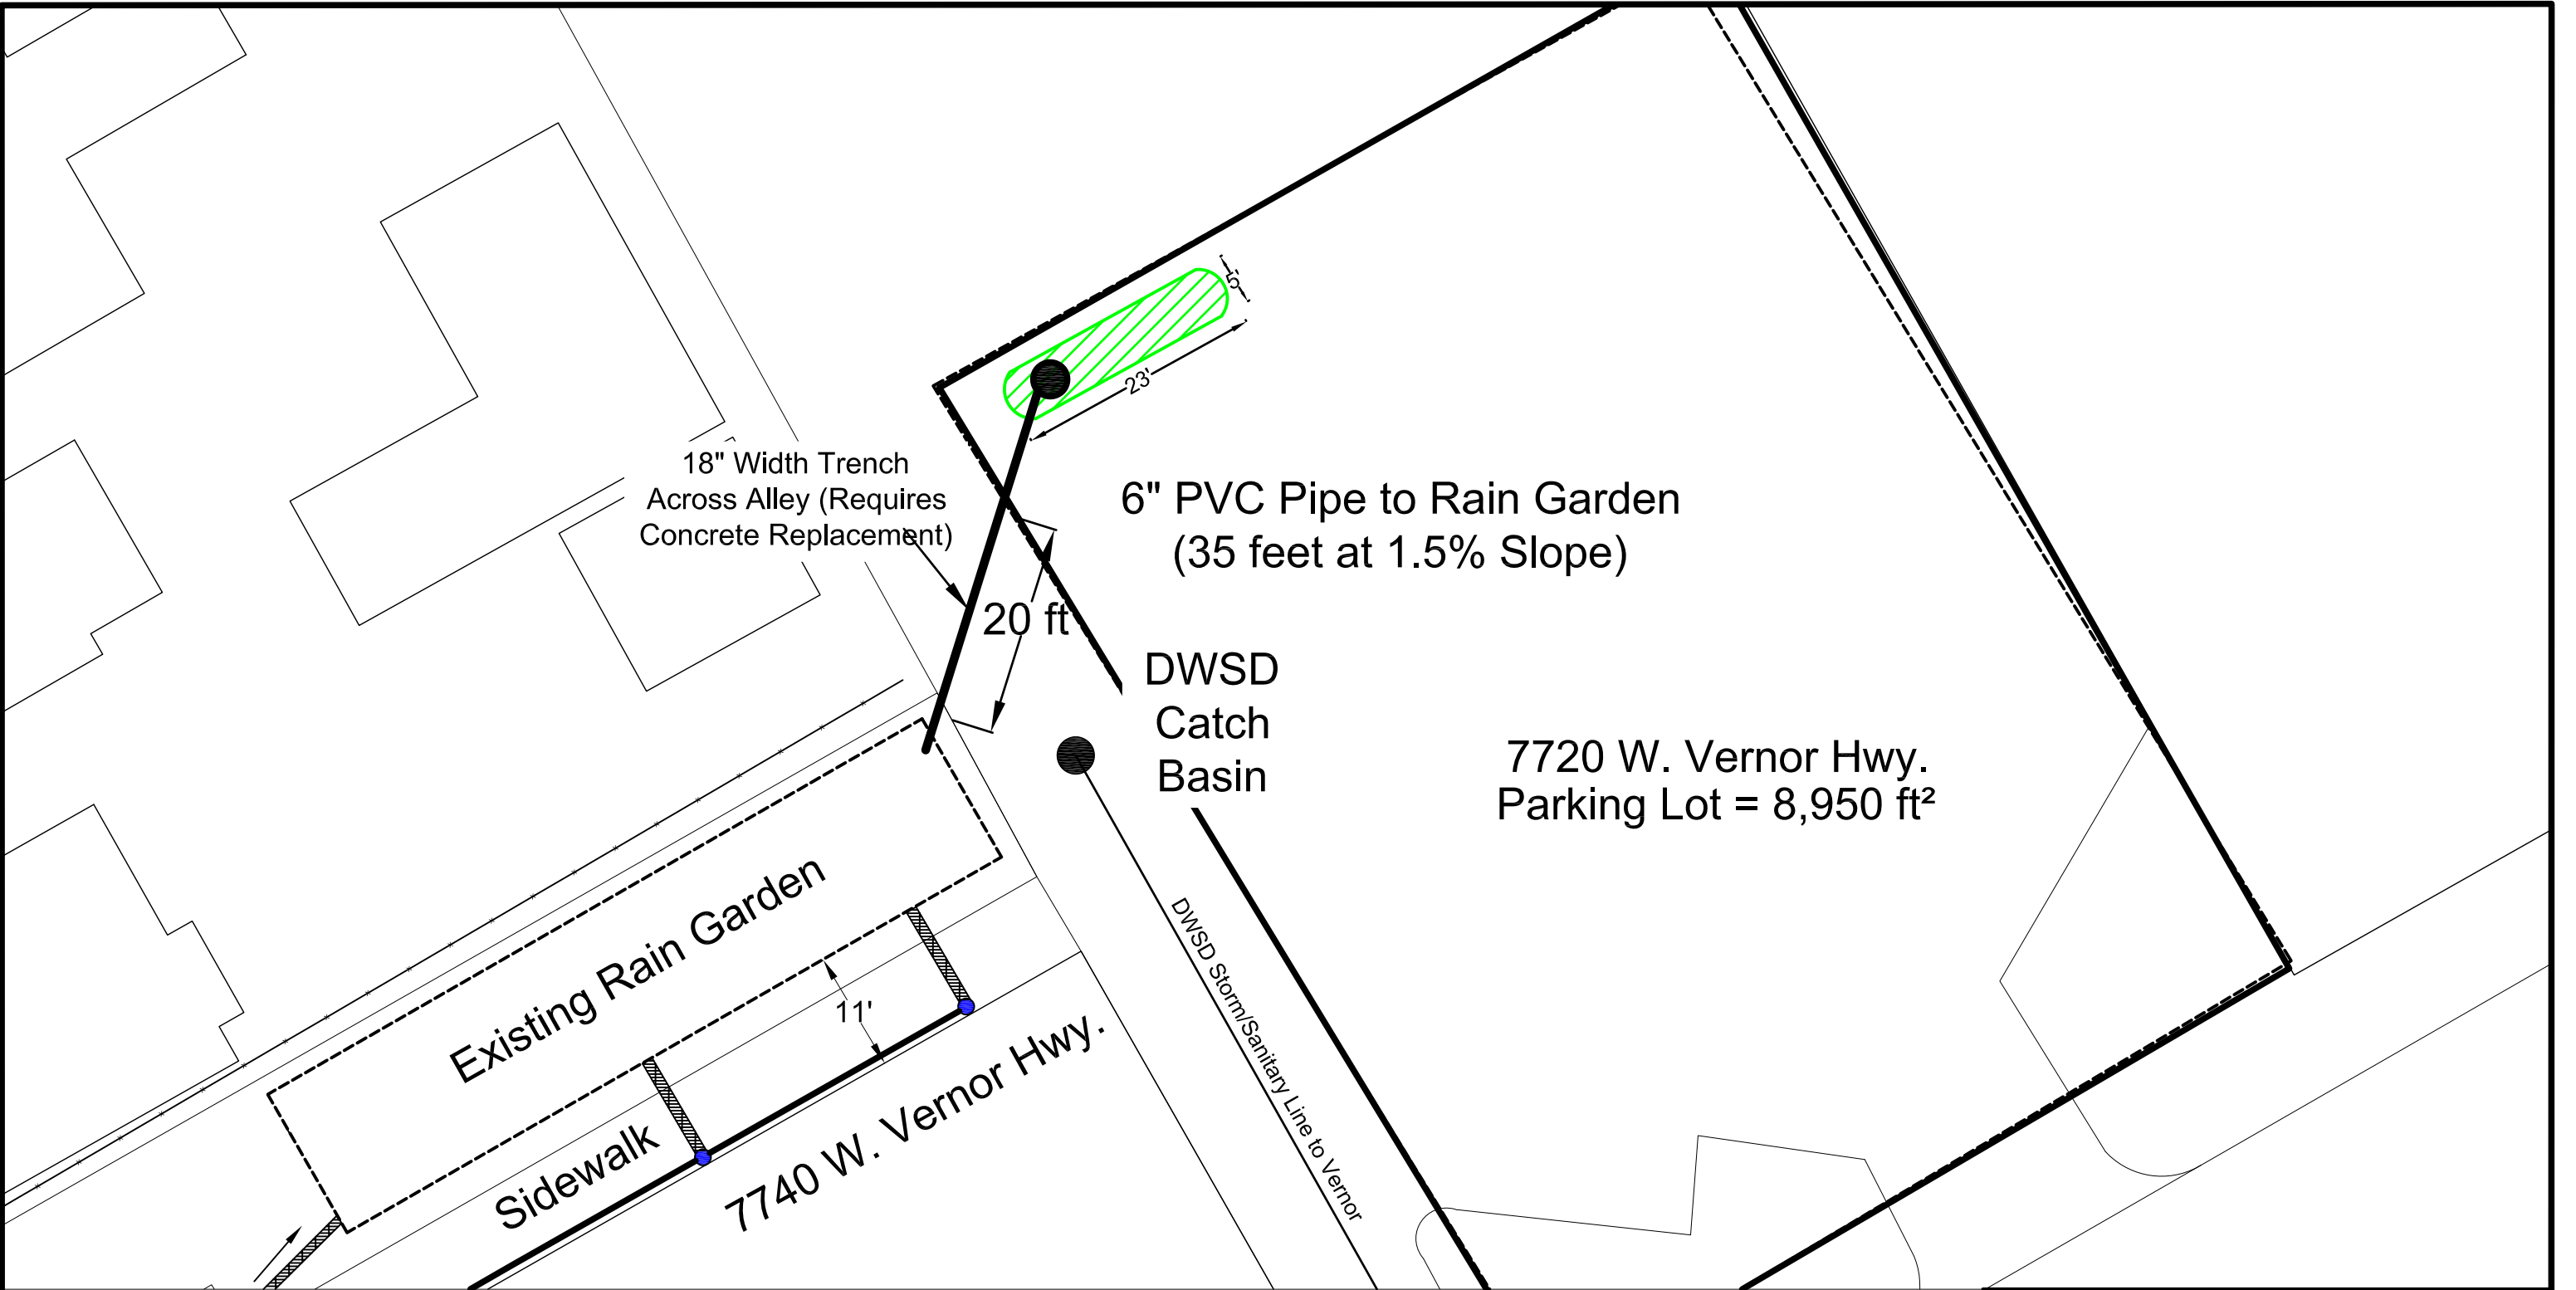 5'
23'
18" Width Trench
Across Alley (Requires
Concrete Replacement)
6" PVC Pipe to Rain Garden
(35 feet at 1.5% Slope)
20 ft
DWSD
Catch
Basin
7720 W. Vernor Hwy.
Parking Lot = 8,950 ft²
Existing Rain Garden
11'
DWSD Storm/Sanitary Line to Vernor
Sidewalk
7740 W. Vernor Hwy.